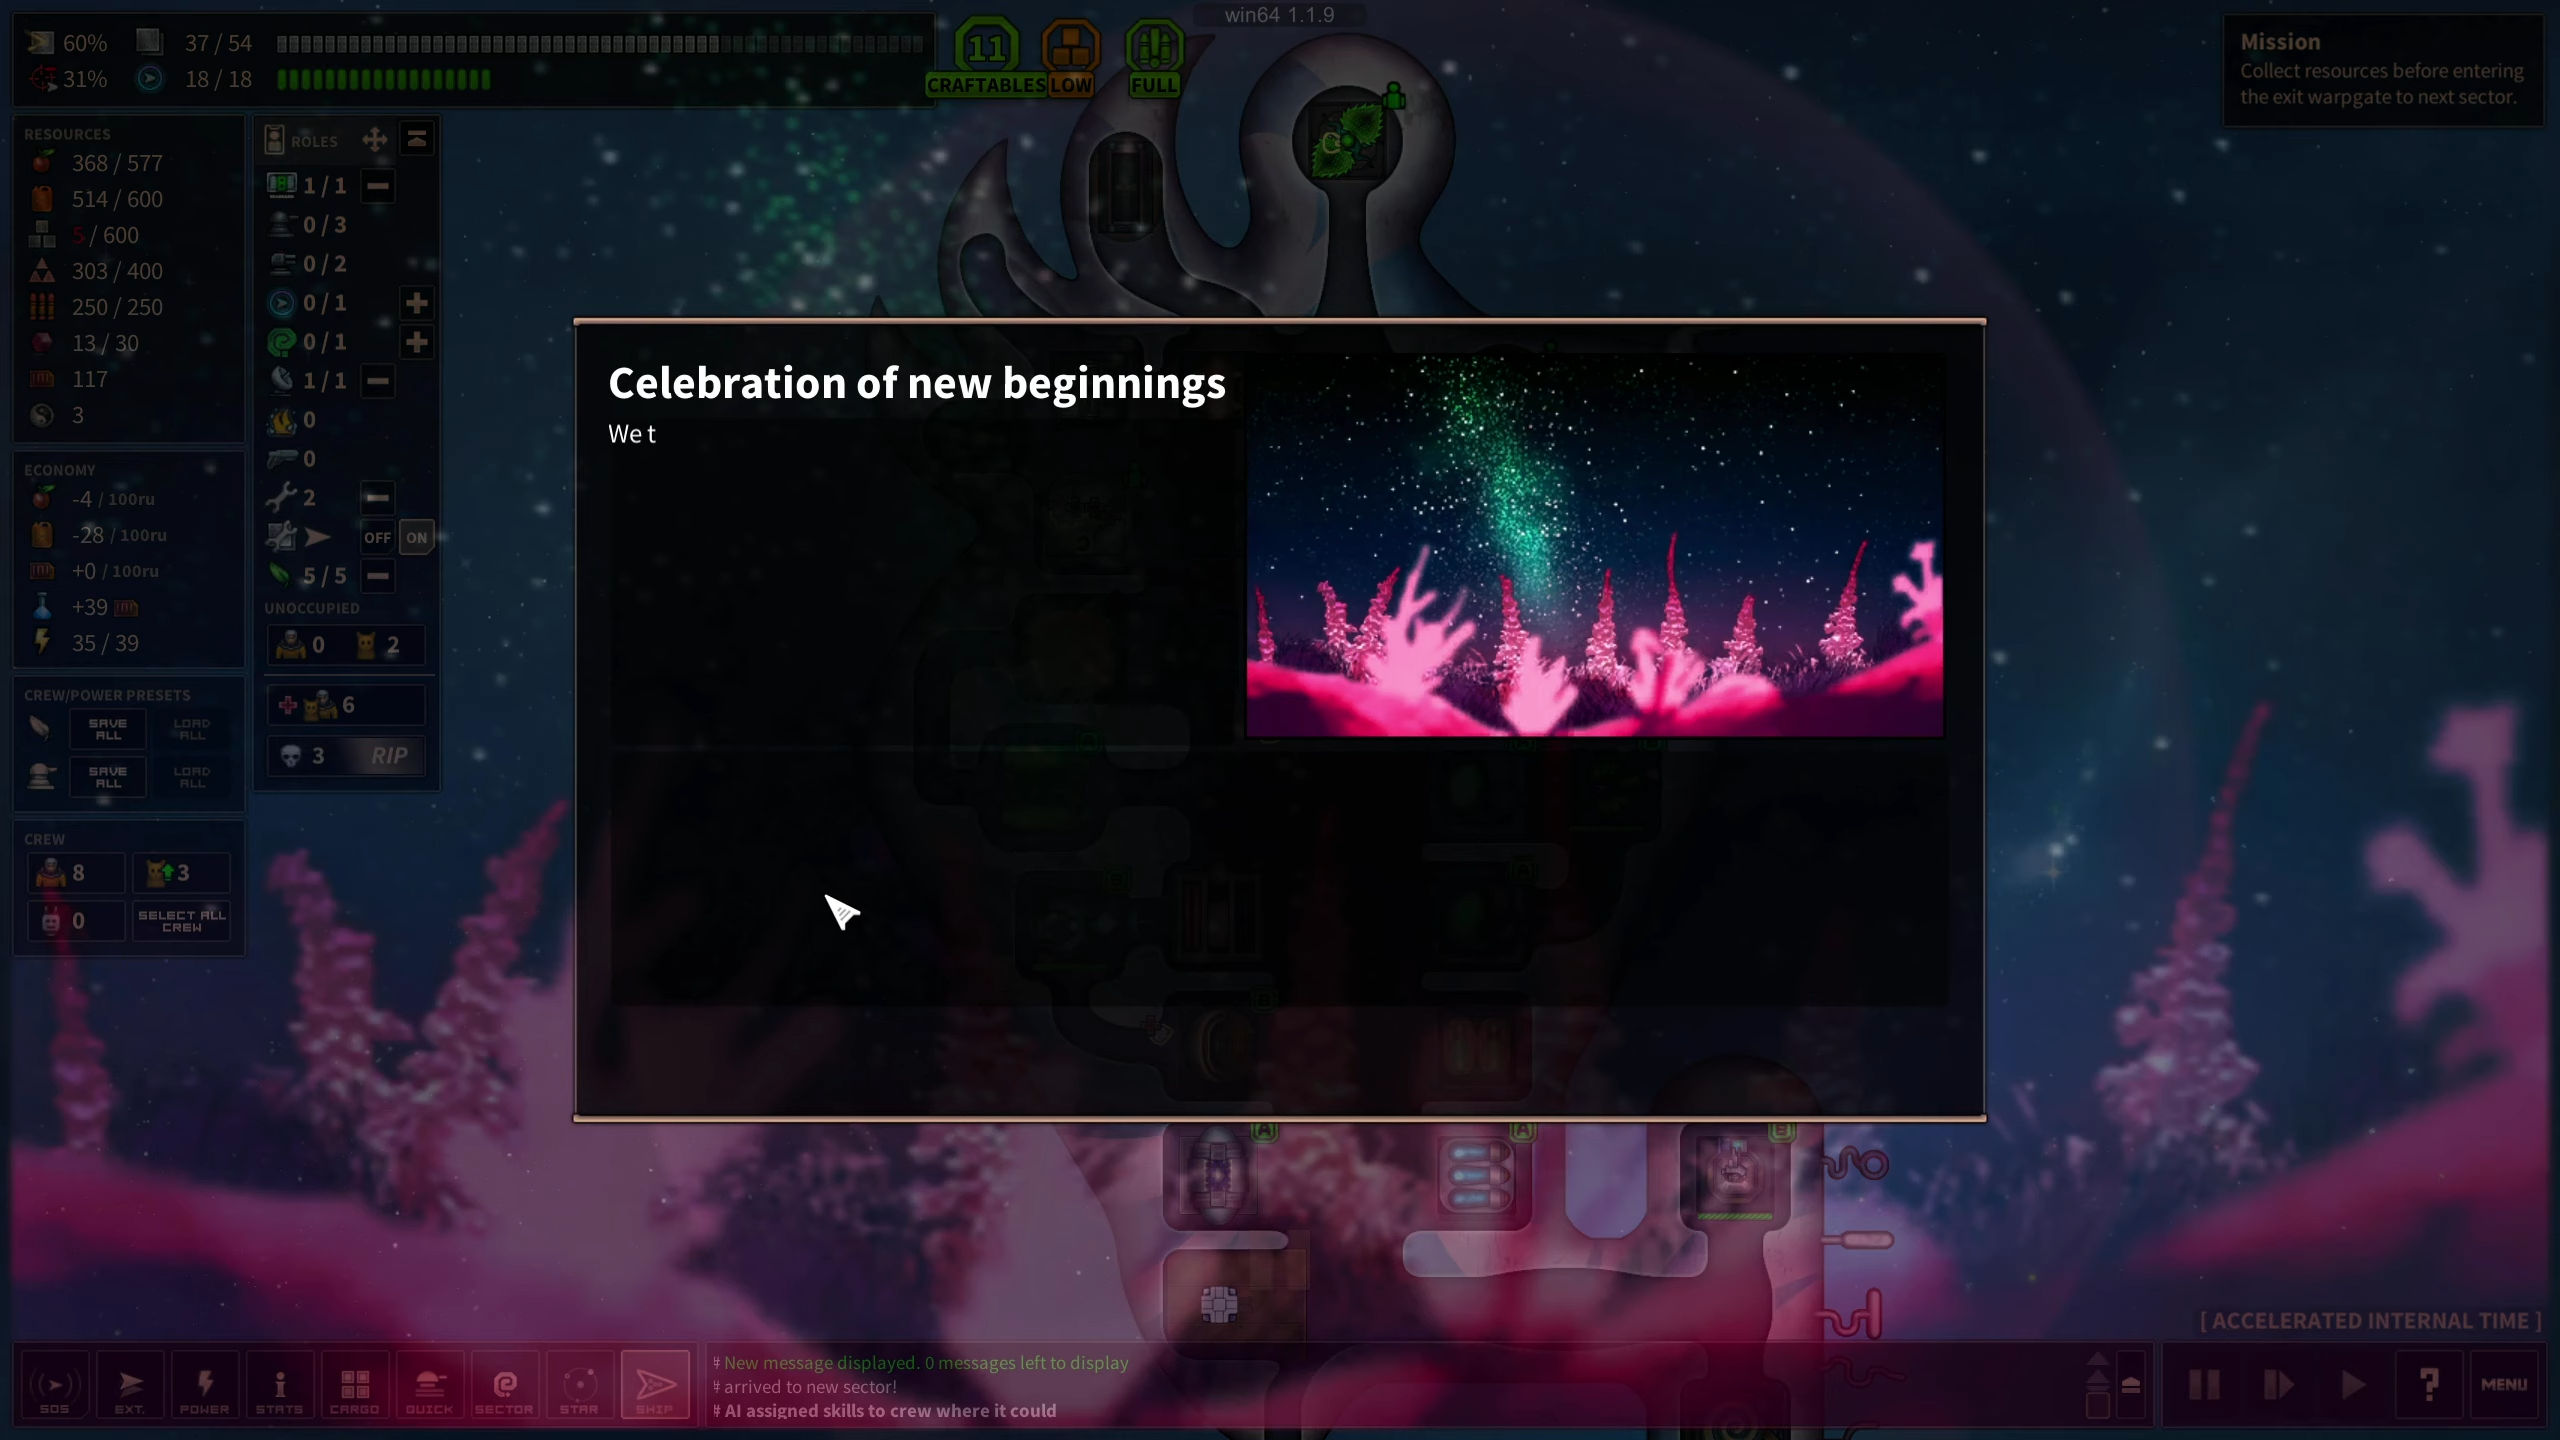 win64 1.1.9
60%
37 / 54
31%
18 / 18
11
CRAFTABLES
LOW
FULL
Mission
Collect resources before entering
the exit warpgate to next sector.
RESOURCES
368 / 577
514 / 600
5 / 600
303 / 400
250 / 250
13 / 30
117
3
ECONOMY
-4 / 100ru
-28 / 100ru
+0 / 100ru
+39
35 / 39
CREW/POWER PRESETS
SAVE
ALL
LOAD
ALL
SAVE
ALL
LOAD
ALL
CREW
8
3
0
SELECT ALL
CREW
ROLES
1 / 1
0 / 3
0 / 2
0 / 1
0 / 1
1 / 1
0
0
2
OFF
ON
5 / 5
UNOCCUPIED
0
2
6
3
RIP
Celebration of new beginnings
We t
A
A
B
[ ACCELERATED INTERNAL TIME ]
SOS
EXT.
POWER
STATS
CARGO
QUICK
SECTOR
STAR
SHIP
# New message displayed. 0 messages left to display
# arrived to new sector!
# AI assigned skills to crew where it could
?
MENU